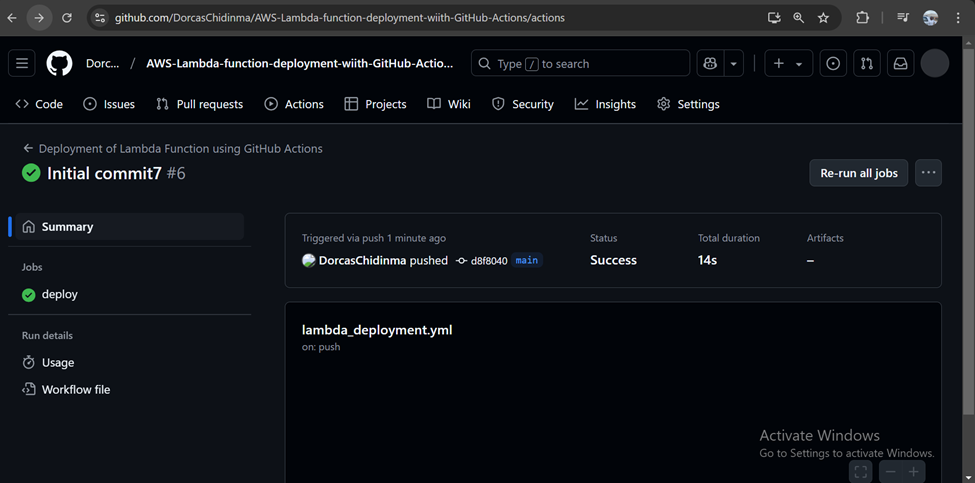 github.com/DorcasChidinma/AWS-Lambda-function-deployment-wiith-GitHub-Actions/actions
Dorc... / AWS-Lambda-function-deployment-wiith-GitHub-Actio... Type / to search
Code Issues Pull requests Actions Projects Wiki Security Insights Settings
Deployment of Lambda Function using GitHub Actions
Initial commit7 #6
Re-run all jobs
Summary
Jobs
deploy
Run details
Usage
Workflow file
Triggered via push 1 minute ago
DorcasChidinma pushed d8f8040 main
Status
Success
Total duration
14s
Artifacts
–
lambda_deployment.yml
on: push
Activate Windows
Go to Settings to activate Windows.